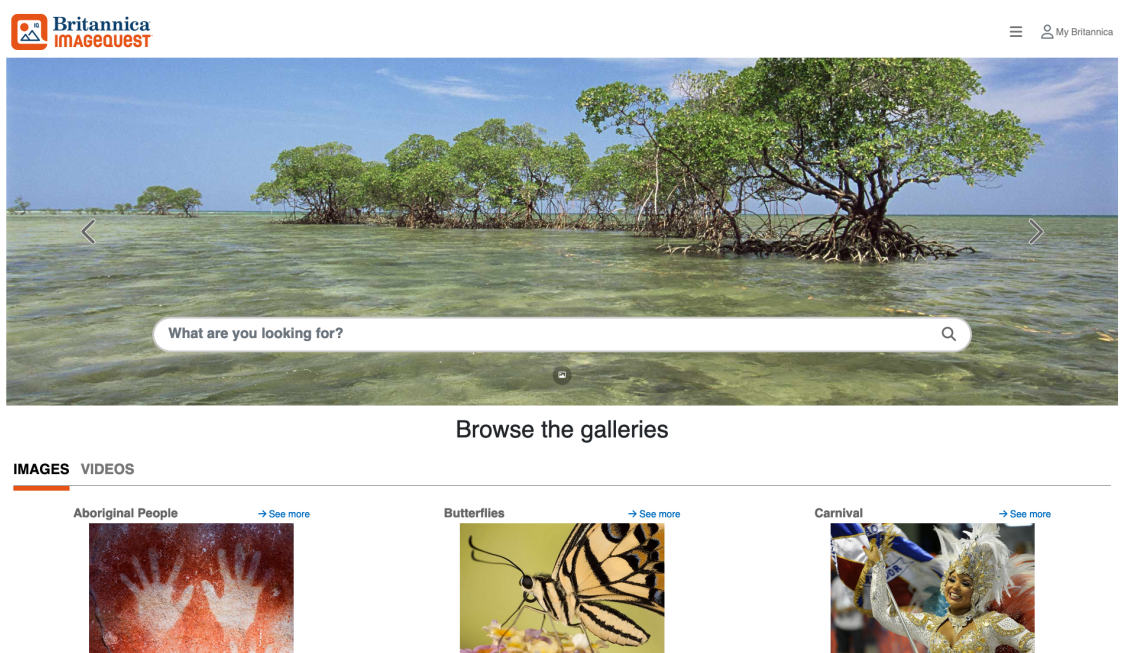 IQ
Britannica
IMAGEQUEST
My Britannica
What are you looking for?
Browse the galleries
IMAGES VIDEOS
Aboriginal People → See more
Butterflies → See more
Carnival → See more